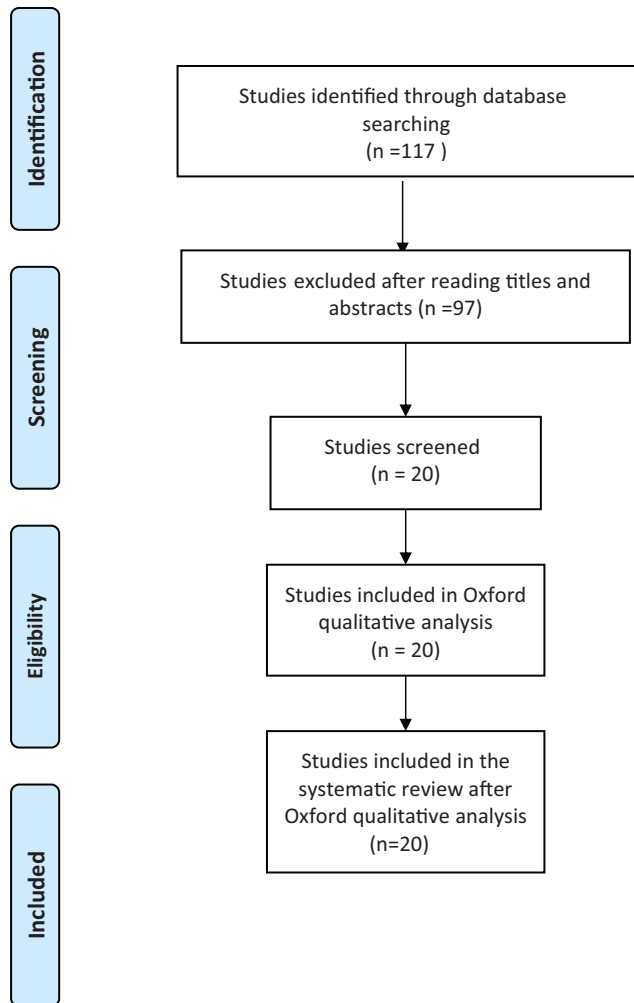 Identification
Studies identified through database
searching
(n =117 )
Screening
Studies excluded after reading titles and
abstracts (n =97)
Studies screened
(n = 20)
Eligibility
Studies included in Oxford
qualitative analysis
(n = 20)
Included
Studies included in the
systematic review after
Oxford qualitative analysis
(n=20)